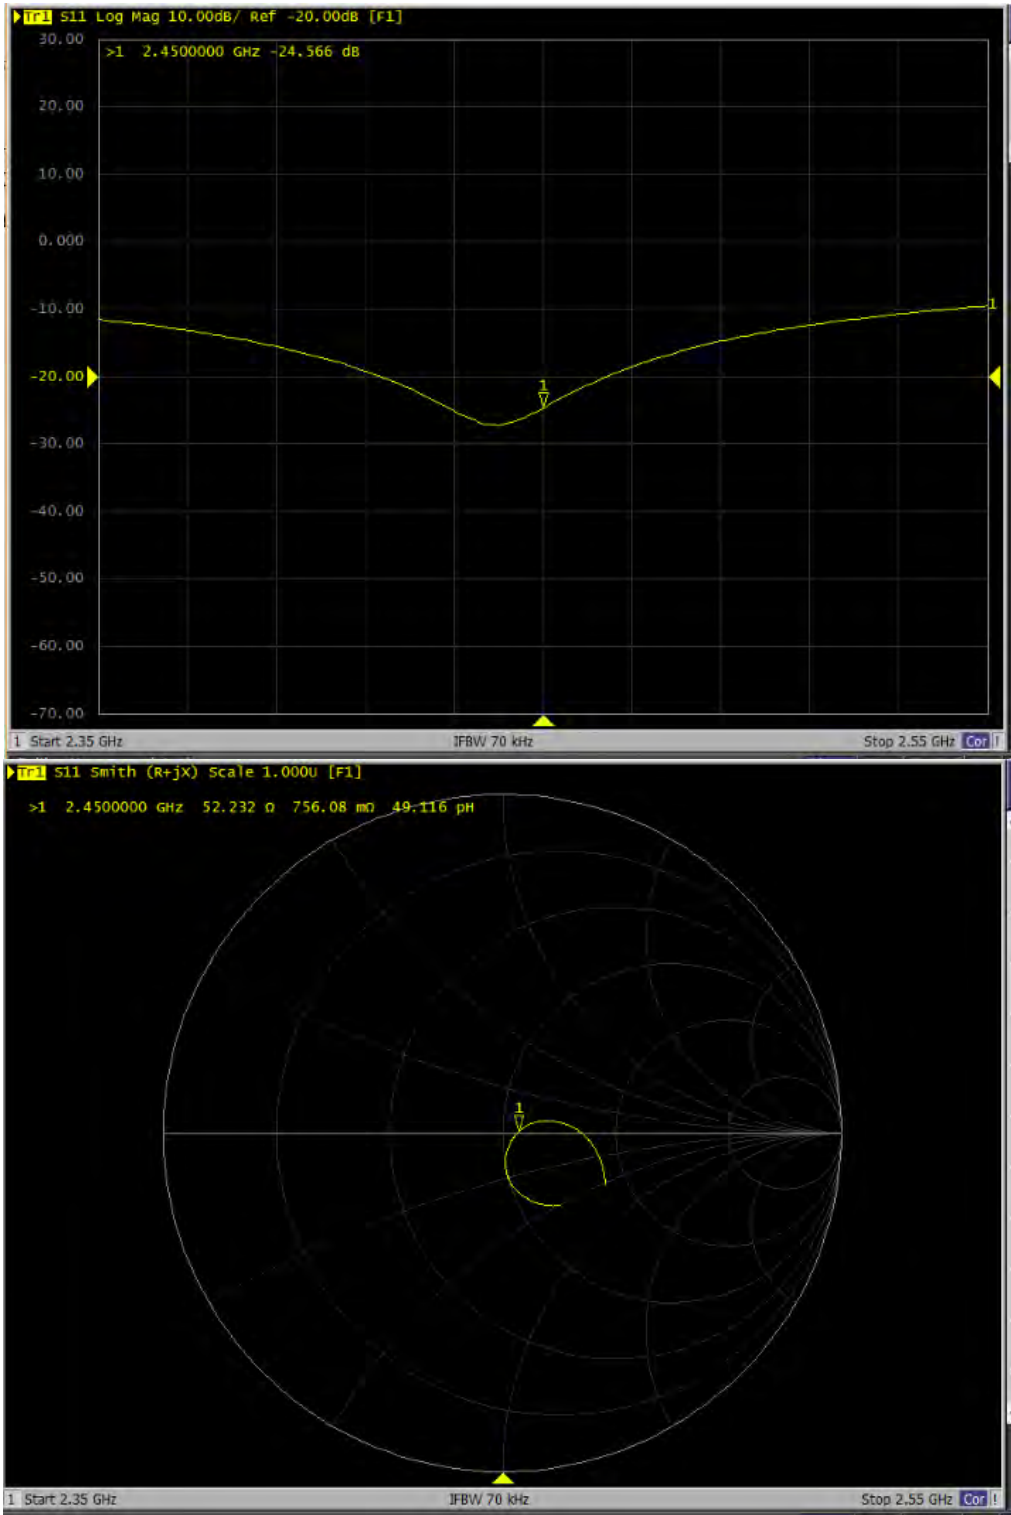 Tr1 S11 Log Mag 10.00dB/ Ref -20.00dB [F1]
30.00
>1 2.4500000 GHz -24.566 dB
20.00
10.00
0.000
-10.00
1
-20.00
1
-30.00
-40.00
-50.00
-60.00
-70.00
1 Start 2.35 GHz IFBW 70 kHz Stop 2.55 GHz Cor !
Tr1 S11 Smith (R+jX) Scale 1.000U [F1]
>1 2.4500000 GHz 52.232 Ω 756.08 mΩ 49.116 pH
1
1 Start 2.35 GHz IFBW 70 kHz Stop 2.55 GHz Cor !